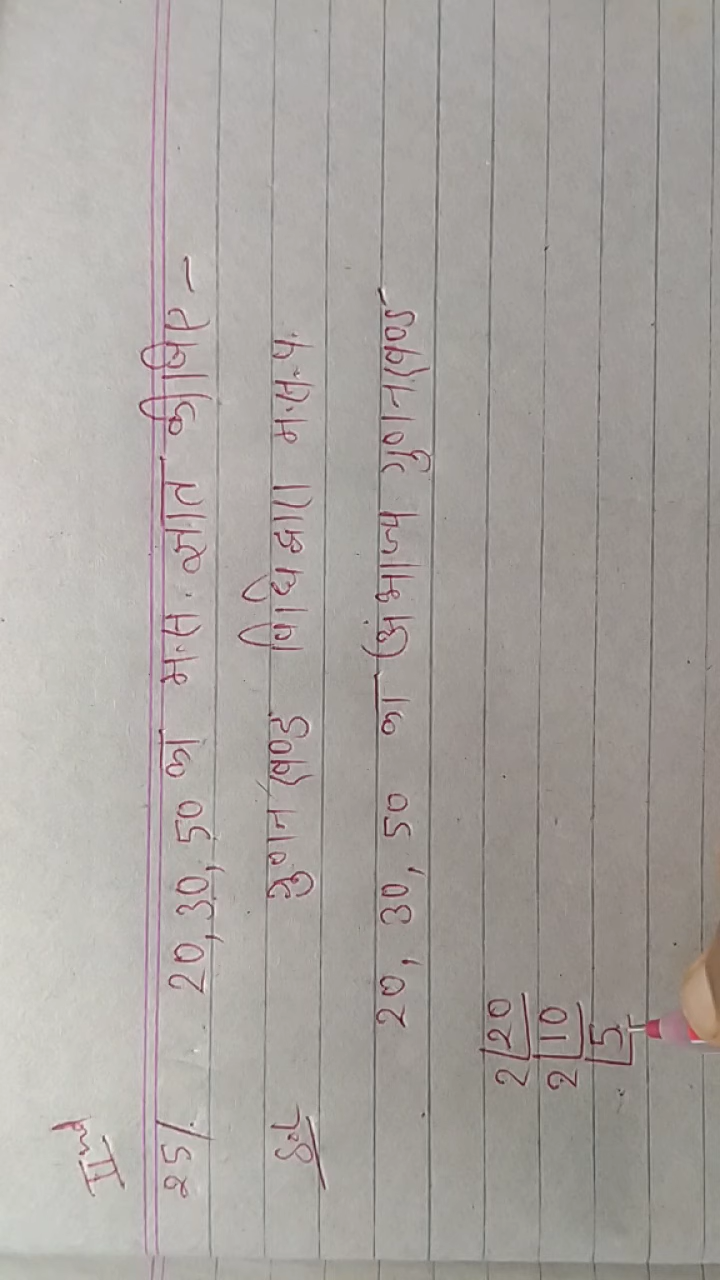 IInd
25/. 20,30,50 का म.स. ज्ञात कीजिए –
Sol गुणनखण्ड विधि द्वारा म.स.प.
20, 30, 50 का अभाज्य गुणनखण्ड –
2 20
2 10
5